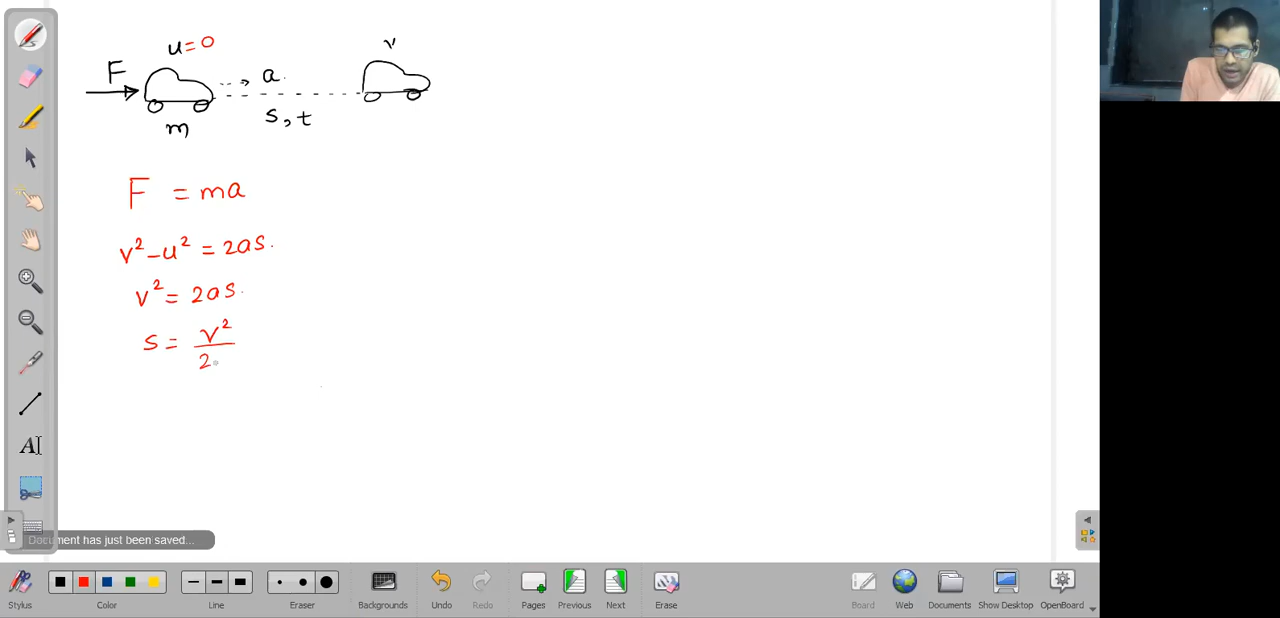 u=0
v
F
a
m
s, t
F = ma
v² – u² = 2as.
v² = 2as.
s = v²/2
A
Document has just been saved...
Stylus
Color
Line
Eraser
Backgrounds
Undo
Redo
Pages
Previous
Next
Erase
Board
Web
Documents
Show Desktop
OpenBoard